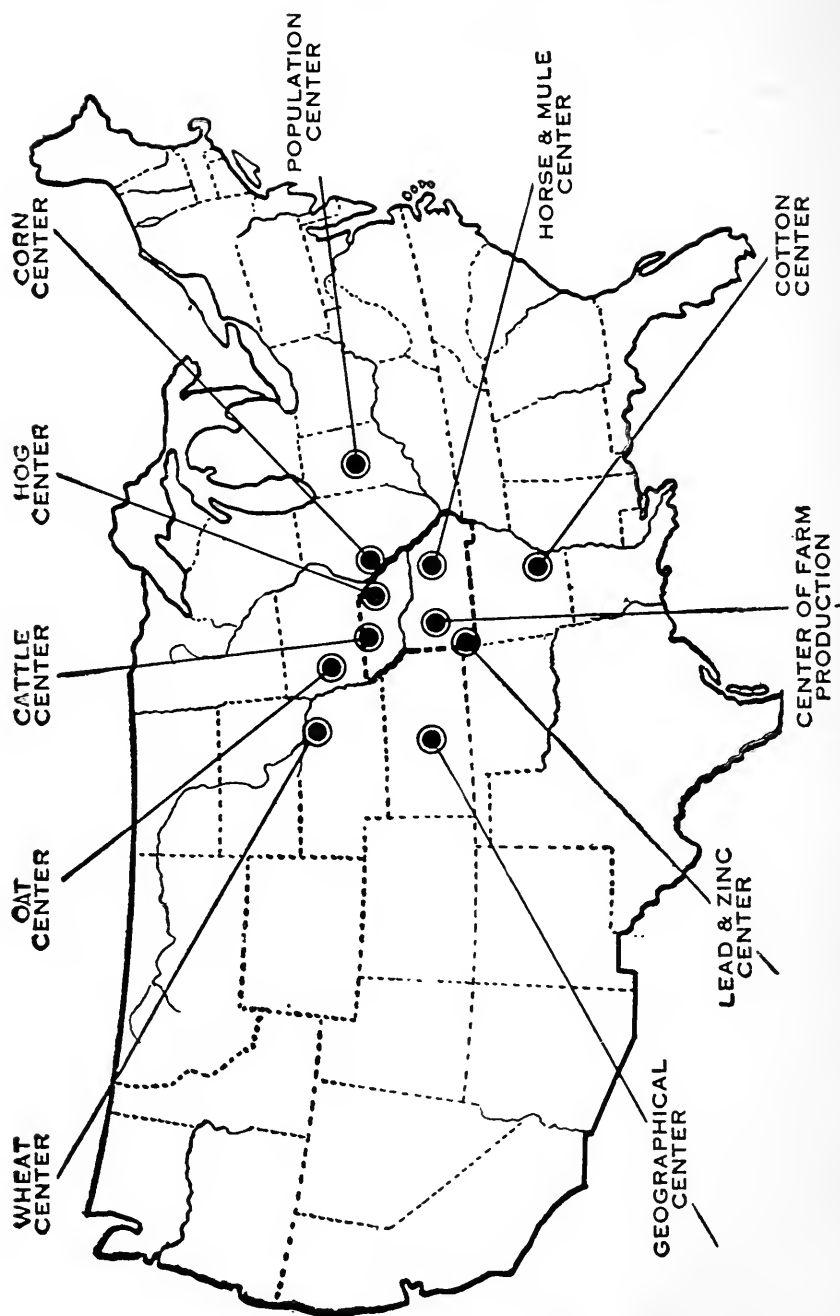 WHEAT
CENTER
OAT
CENTER
CATTLE
CENTER
HOG
CENTER
CORN
CENTER
POPULATION
CENTER
HORSE & MULE
CENTER
COTTON
CENTER
CENTER OF FARM
PRODUCTION
LEAD & ZINC
CENTER
GEOGRAPHICAL
CENTER